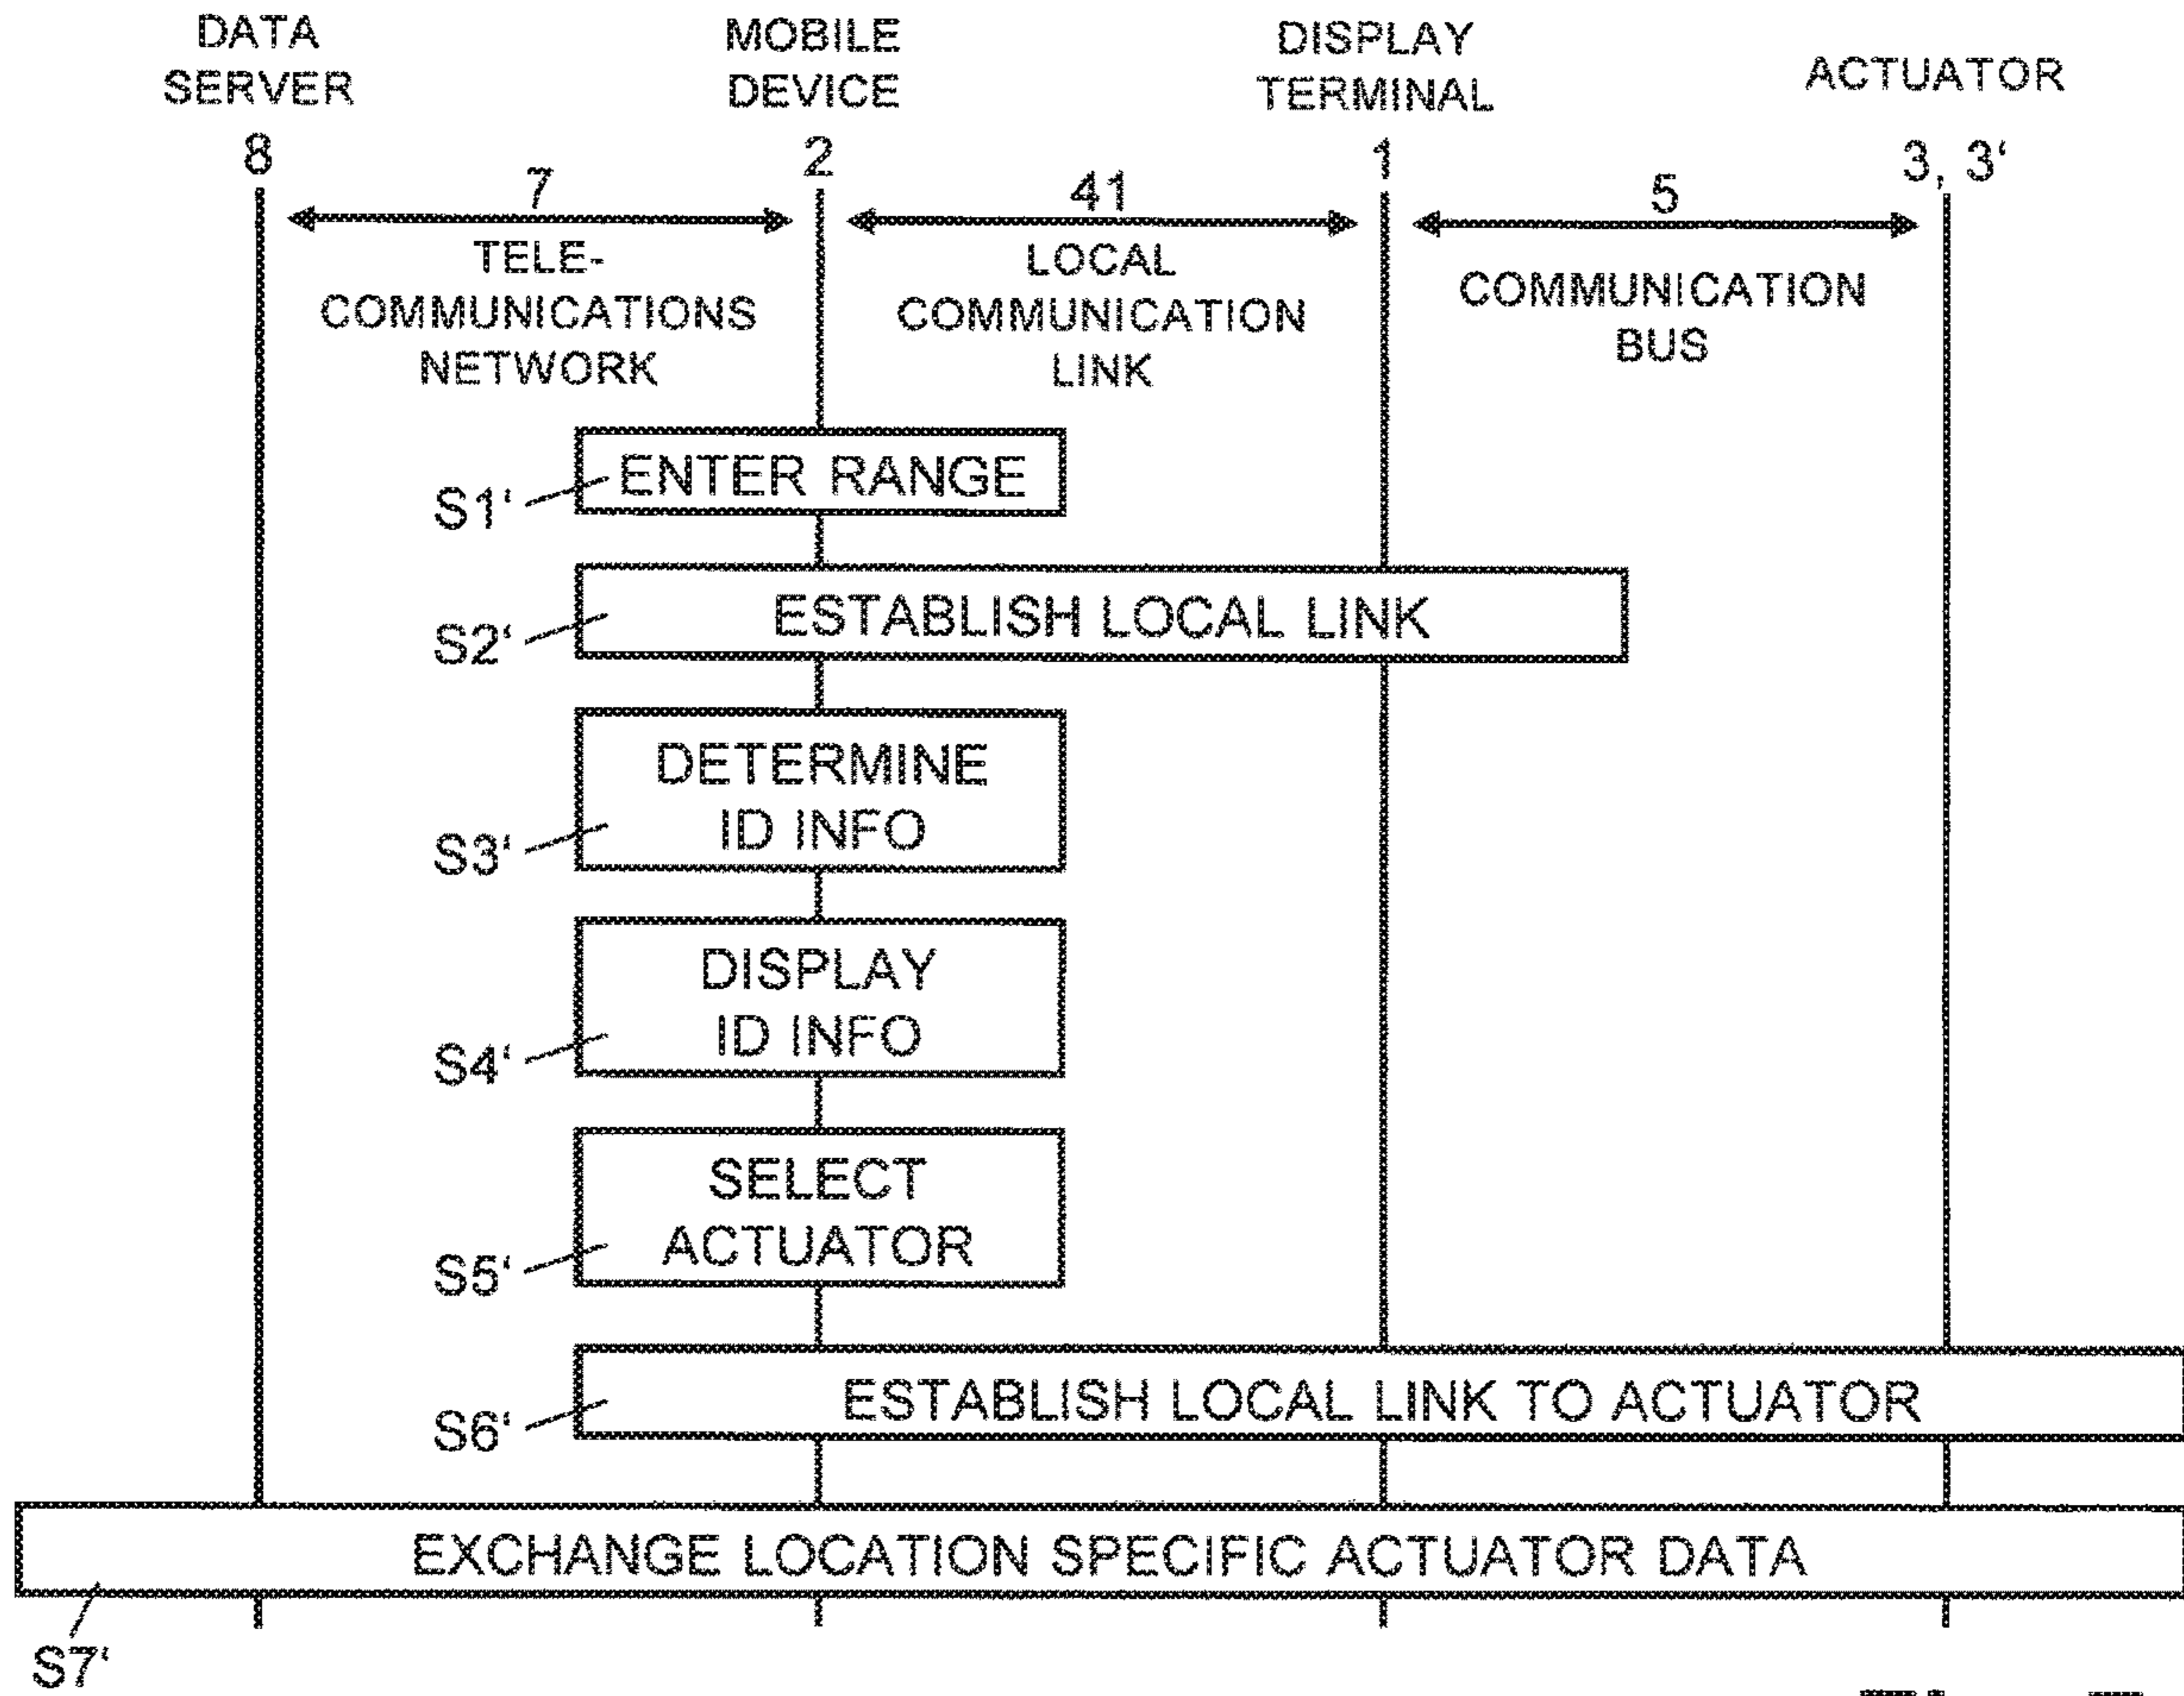 DATA
SERVER
8
MOBILE
DEVICE
2
DISPLAY
TERMINAL
1
ACTUATOR
3, 3‘
7
TELE-
COMMUNICATIONS
NETWORK
41
LOCAL
COMMUNICATION
LINK
5
COMMUNICATION
BUS
S1‘
ENTER RANGE
S2‘
ESTABLISH LOCAL LINK
S3‘
DETERMINE
ID INFO
S4‘
DISPLAY
ID INFO
S5‘
SELECT
ACTUATOR
S6‘
ESTABLISH LOCAL LINK TO ACTUATOR
EXCHANGE LOCATION SPECIFIC ACTUATOR DATA
S7‘